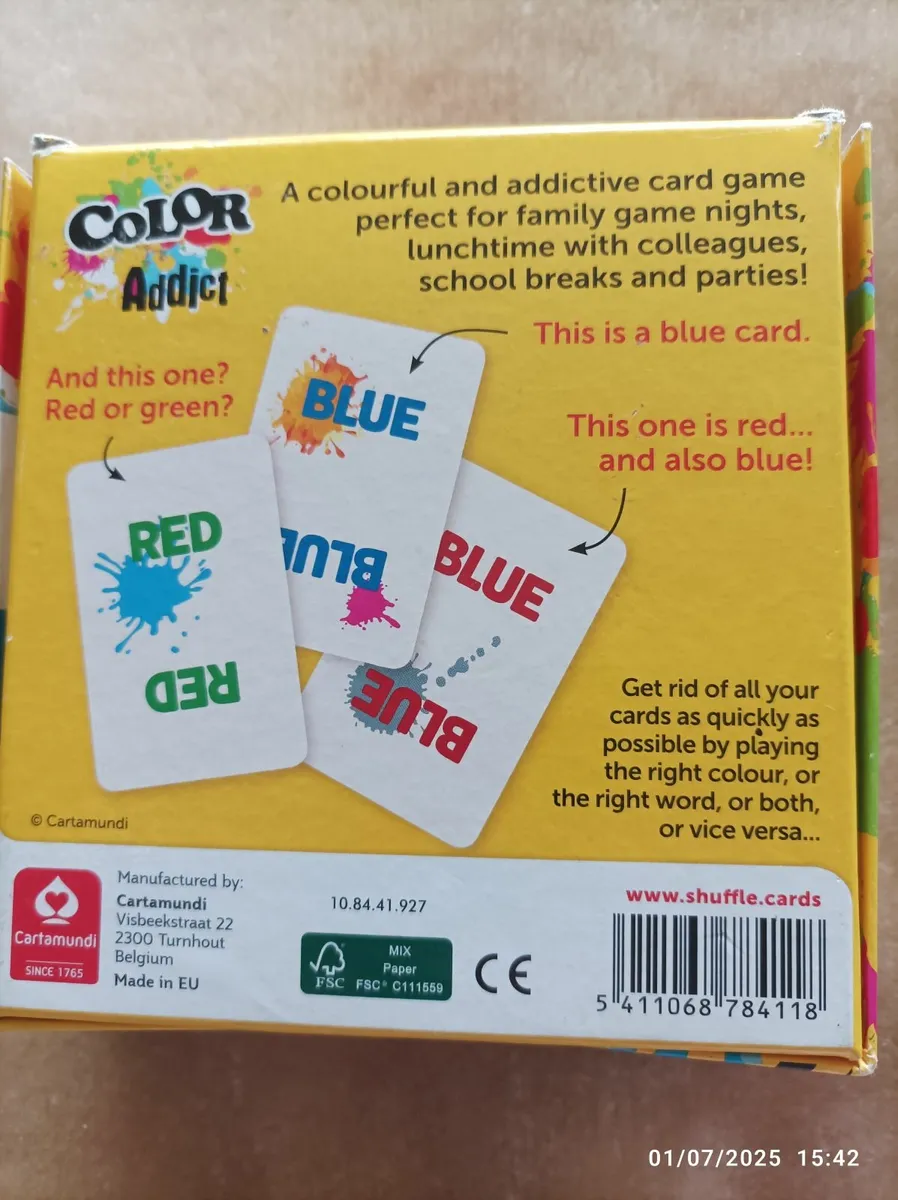 COLOR
Addict
A colourful and addictive card game
perfect for family game nights,
lunchtime with colleagues,
school breaks and parties!
This is a blue card.
And this one?
Red or green?
This one is red...
and also blue!
BLUE
BLUE
RED
RED
BLUE
BLUE
Get rid of all your
cards as quickly as
possible by playing
the right colour, or
the right word, or both,
or vice versa...
© Cartamundi
Cartamundi
SINCE 1765
Manufactured by:
Cartamundi
Visbeekstraat 22
2300 Turnhout
Belgium
Made in EU
10.84.41.927
FSC
MIX
Paper
FSC® C111559
CE
www.shuffle.cards
5 411068 784118
01/07/2025 15:42